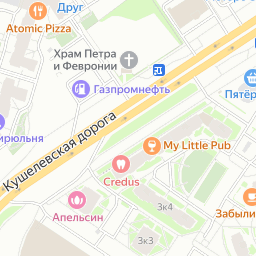 Друг
Atomic Pizza
Храм Петра
и Февронии
Газпромнефть
Кушелевская дорога
My Little Pub
Credus
Апельсин
3к4
3к3